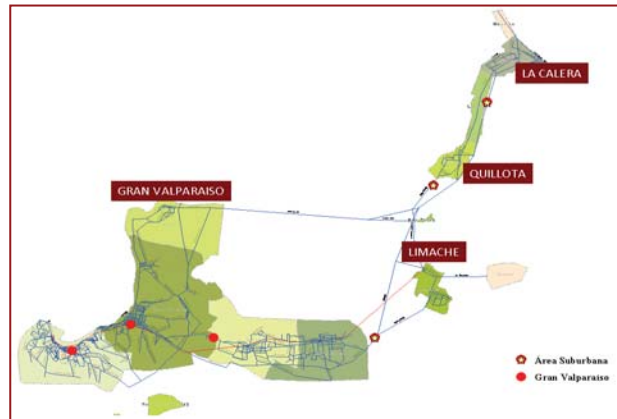 LA CALERA
QUILLOTA
GRAN VALPARAISO
LIMACHE
Área Suburbana
Gran Valparaiso